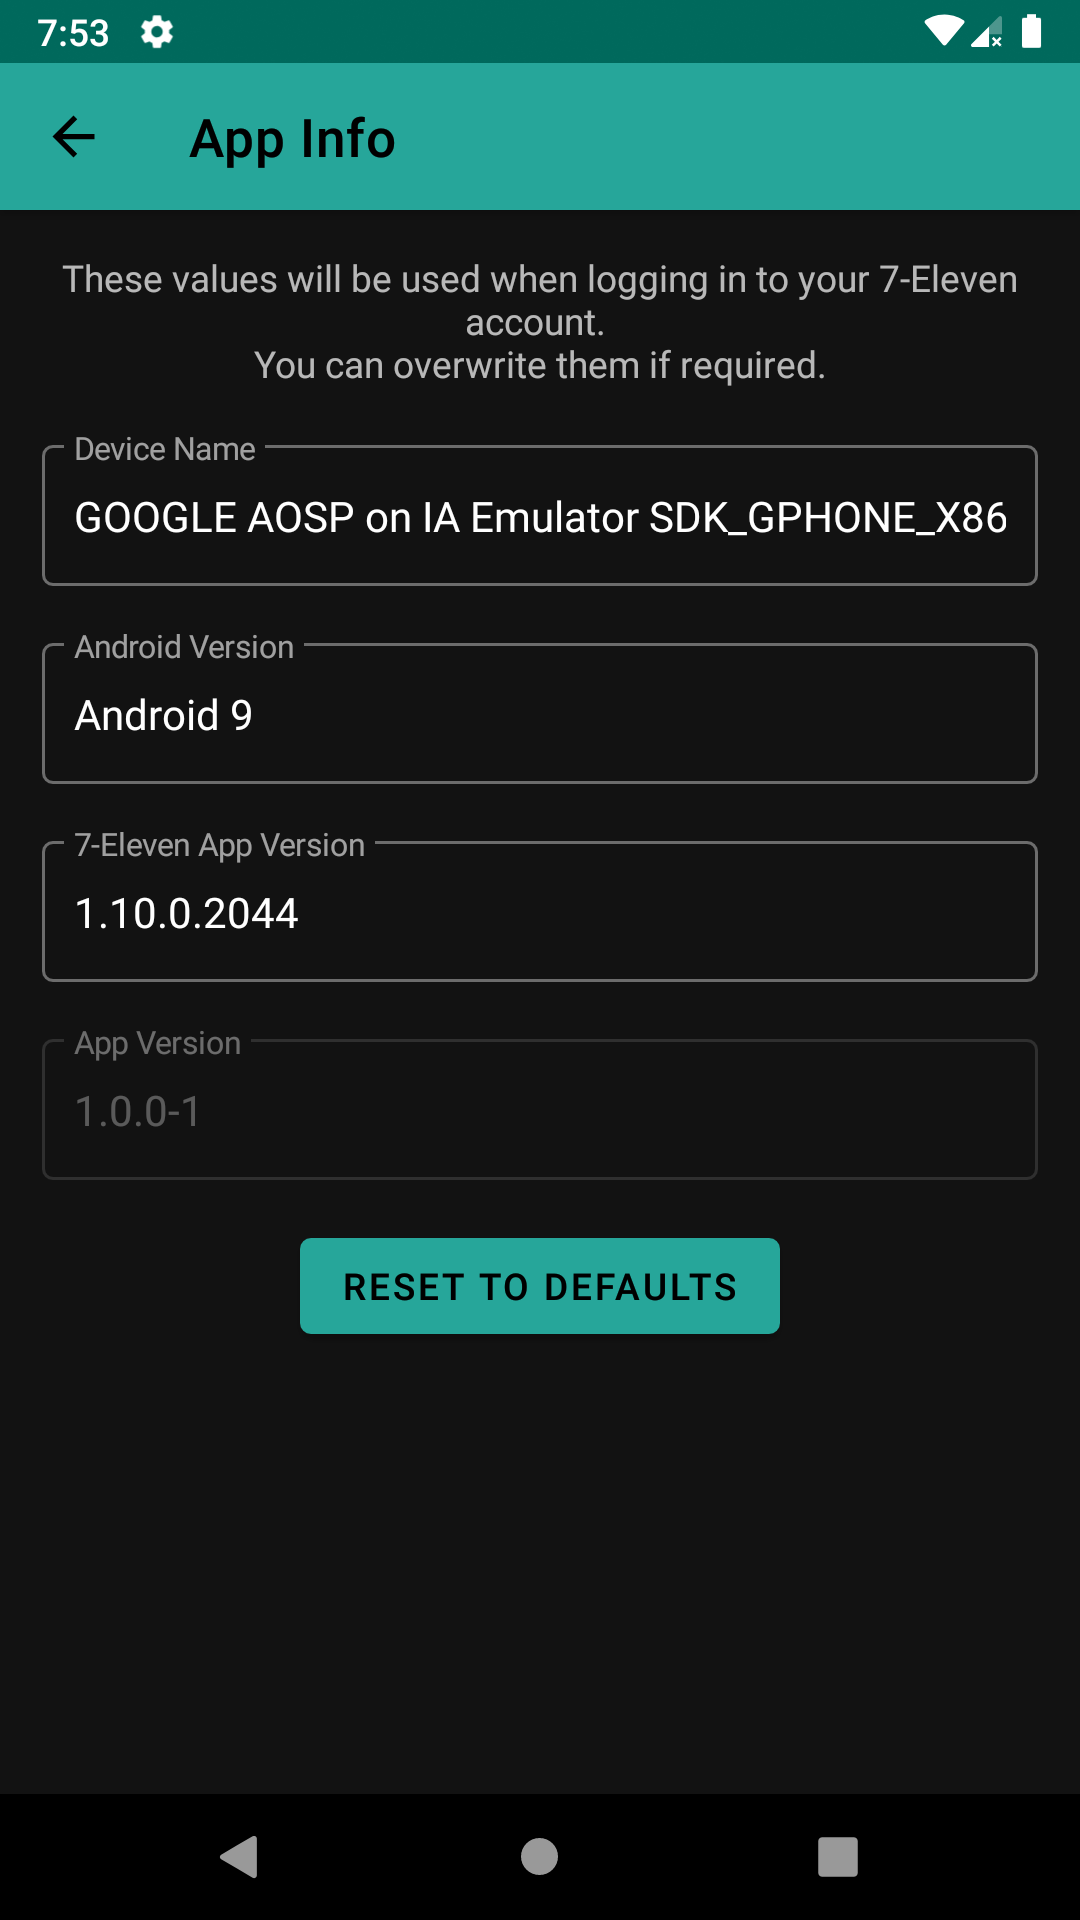 7:53
App Info
These values will be used when logging in to your 7-Eleven
account.
You can overwrite them if required.
Device Name
GOOGLE AOSP on IA Emulator SDK_GPHONE_X86
Android Version
Android 9
7-Eleven App Version
1.10.0.2044
App Version
1.0.0-1
RESET TO DEFAULTS